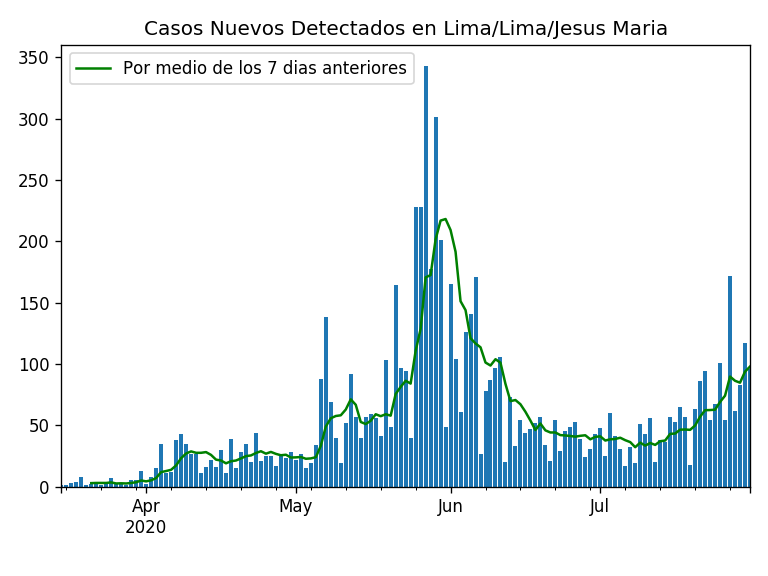 Casos Nuevos Detectados en Lima/Lima/Jesus Maria
Por medio de los 7 dias anteriores
350
300
250
200
150
100
50
0
Apr
2020
May
Jun
Jul